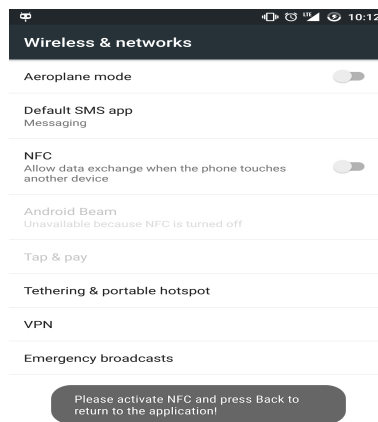 LTE 10:12
Wireless & networks
Aeroplane mode
Default SMS app
Messaging
NFC
Allow data exchange when the phone touches
another device
Android Beam
Unavailable because NFC is turned off
Tap & pay
Tethering & portable hotspot
VPN
Emergency broadcasts
Please activate NFC and press Back to
return to the application!